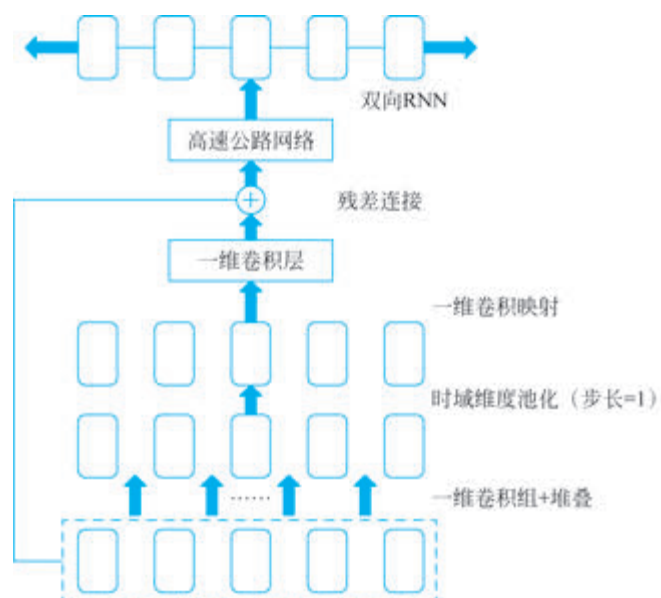 双向RNN
高速公路网络
+
残差连接
一维卷积层
一维卷积映射
时域维度池化（步长=1）
......
一维卷积组+堆叠